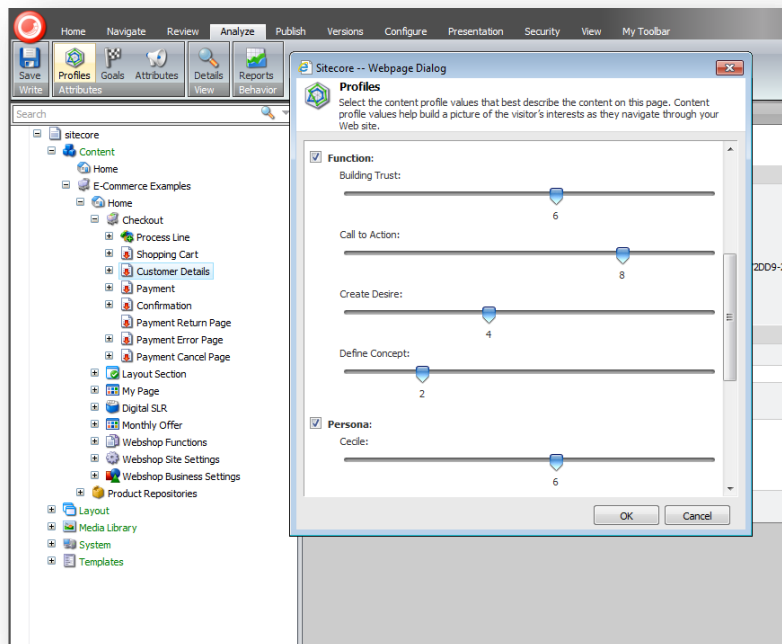 Home Navigate Review Analyze Publish Versions Configure Presentation Security View My Toolbar
Save Profiles Goals Attributes Details Reports
Write Attributes View Behavior
Sitecore -- Webpage Dialog
Profiles
Select the content profile values that best describe the content on this page. Content
profile values help build a picture of the visitor's interests as they navigate through your
Web site.
Search
sitecore
Content
Home
E-Commerce Examples
Home
Checkout
Process Line
Shopping Cart
Customer Details
Payment
Confirmation
Payment Return Page
Payment Error Page
Payment Cancel Page
Layout Section
My Page
Digital SLR
Monthly Offer
Webshop Functions
Webshop Site Settings
Webshop Business Settings
Product Repositories
Layout
Media Library
System
Templates
Function:
Building Trust:
6
Call to Action:
8
Create Desire:
4
Define Concept:
2
Persona:
Cecile:
6
OK Cancel